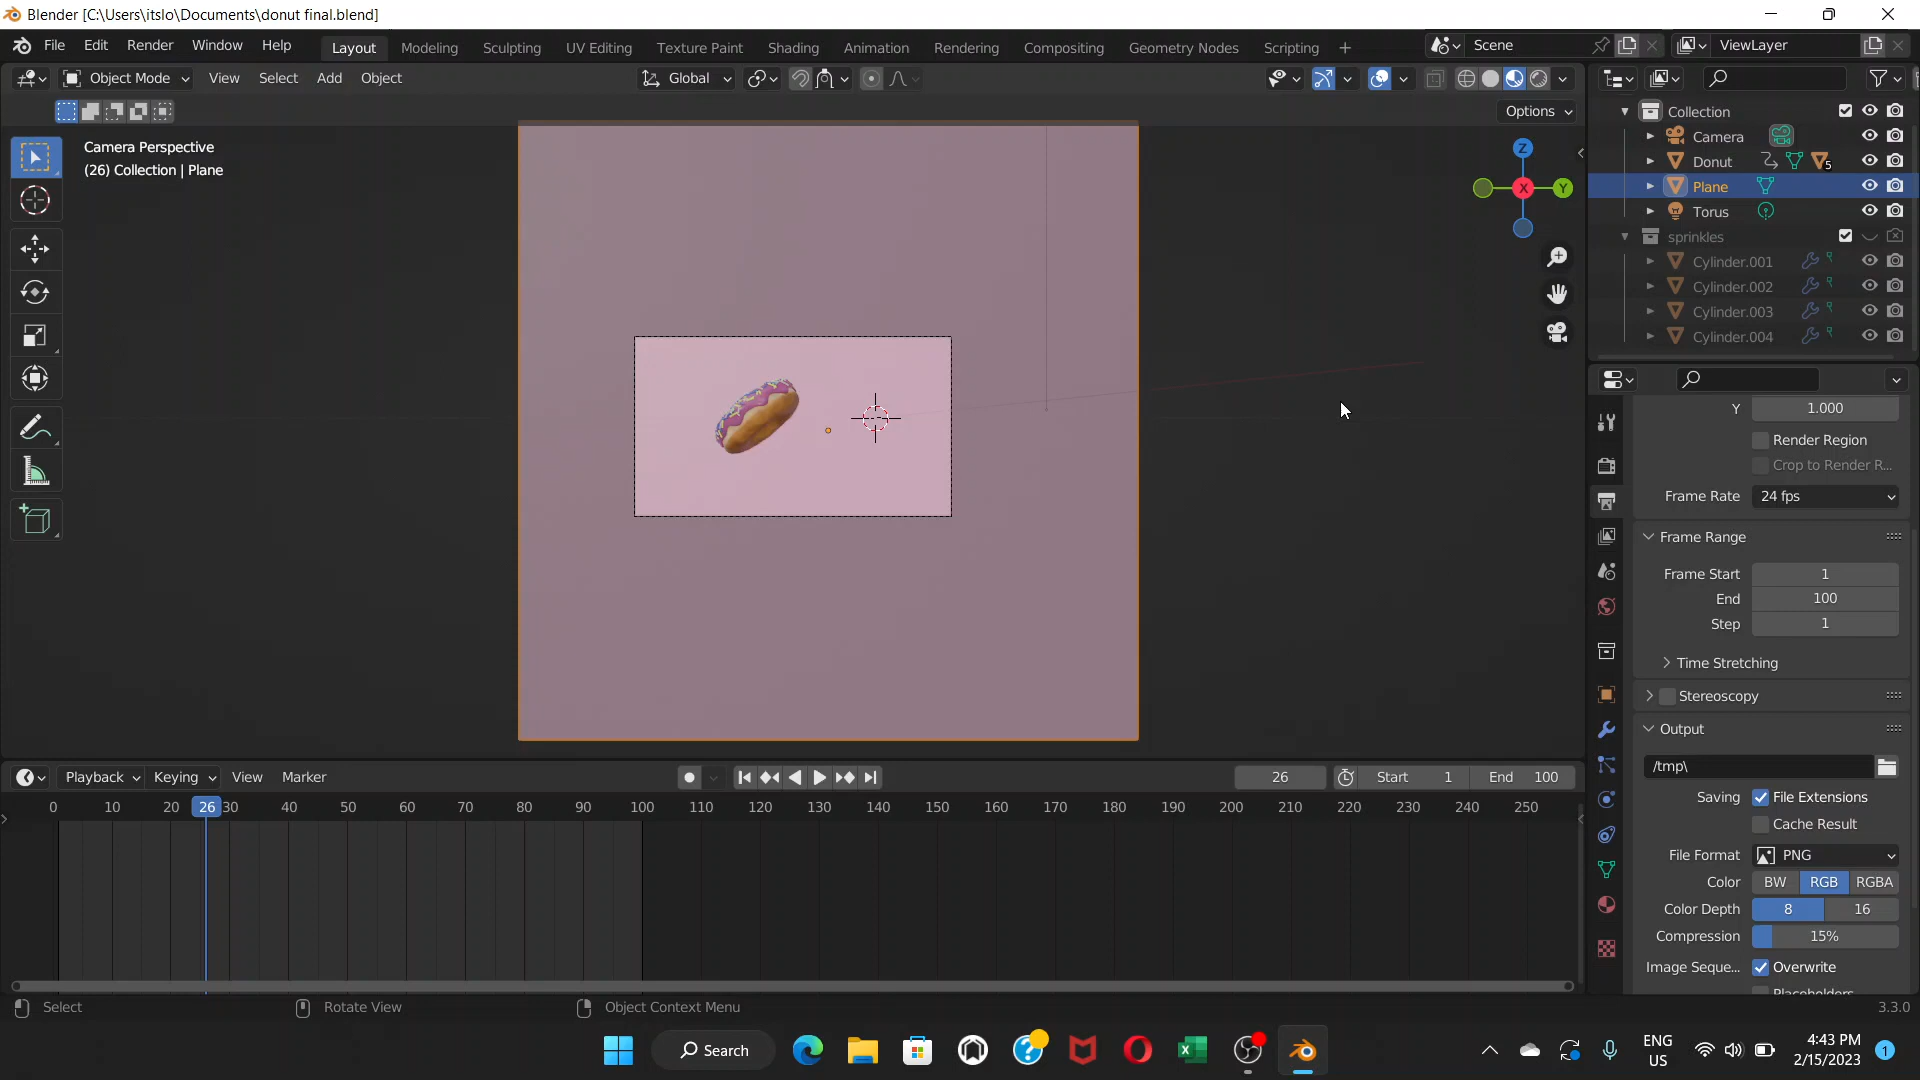 Blender [C:\Users\itslo\Documents\donut final.blend]
File Edit Render Window Help
Layout Modeling Sculpting UV Editing Texture Paint Shading Animation Rendering Compositing Geometry Nodes Scripting +
Scene
ViewLayer
Object Mode View Select Add Object
Global
Options
Camera Perspective
(26) Collection | Plane
Z
X
Y
Collection
Camera
Donut
5
Plane
Torus
sprinkles
Cylinder.001
Cylinder.002
Cylinder.003
Cylinder.004
Y 1.000
Render Region
Crop to Render R...
Frame Rate 24 fps
Frame Range
Frame Start 1
End 100
Step 1
Time Stretching
Stereoscopy
Output
/tmp\
Saving File Extensions
Cache Result
File Format PNG
Color BW RGB RGBA
Color Depth 8 16
Compression 15%
Image Seque... Overwrite
Placeholders
Playback Keying View Marker
26 Start 1 End 100
0 10 20 26 30 40 50 60 70 80 90 100 110 120 130 140 150 160 170 180 190 200 210 220 230 240 250
Select Rotate View Object Context Menu
3.3.0
Search
ENG
US
4:43 PM
2/15/2023
1